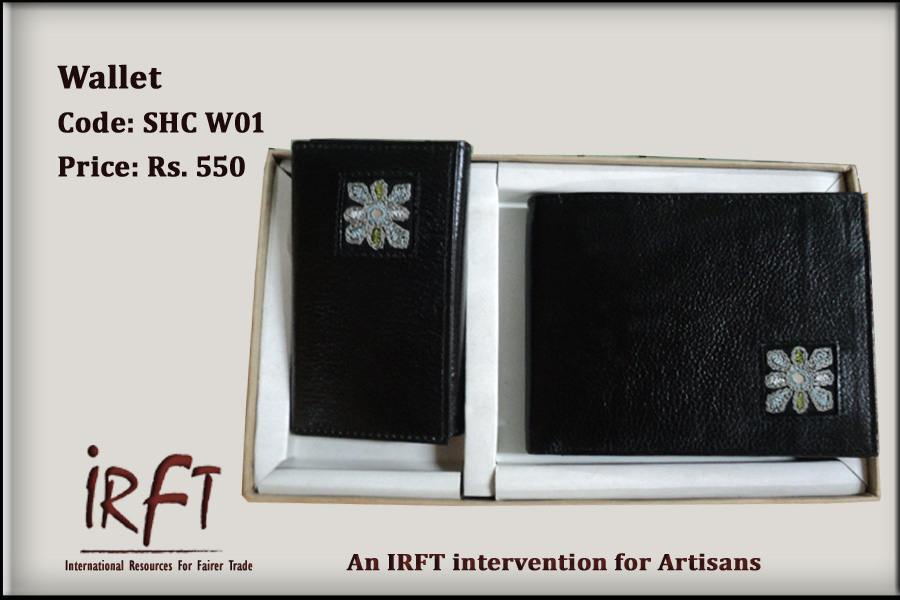 Wallet
Code: SHC W01
Price: Rs. 550
IRFT
International Resources For Fairer Trade
An IRFT intervention for Artisans